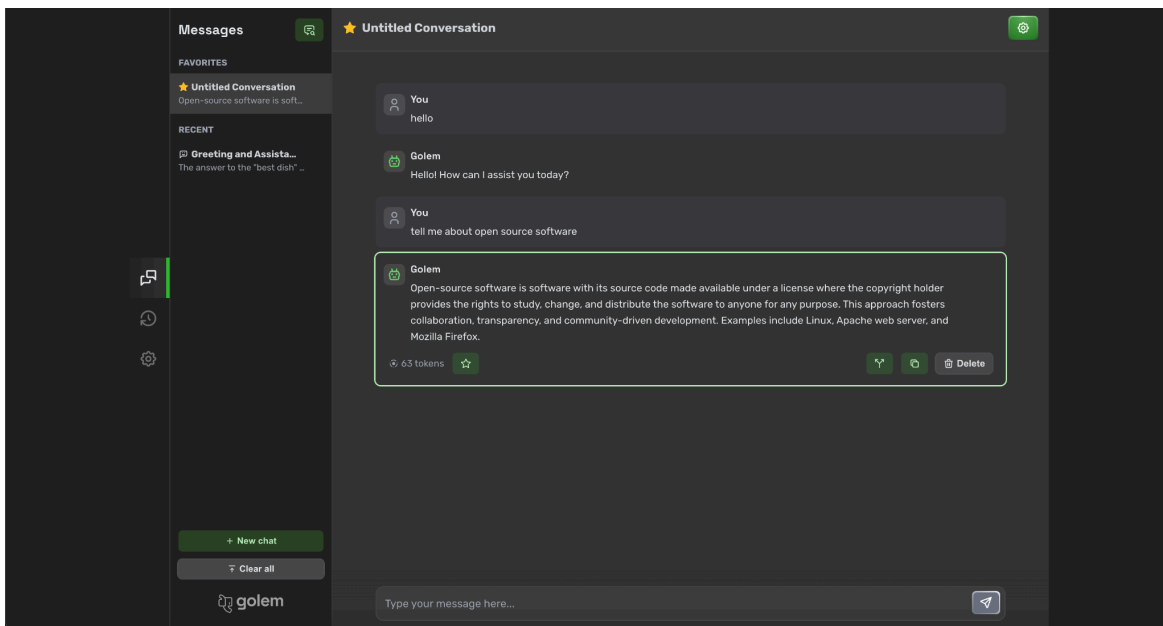 Messages
FAVORITES
Untitled Conversation
Open-source software is soft...
RECENT
Greeting and Assista...
The answer to the "best dish" ...
+ New chat
Clear all
golem
Untitled Conversation
You
hello
Golem
Hello! How can I assist you today?
You
tell me about open source software
Golem
Open-source software is software with its source code made available under a license where the copyright holder
provides the rights to study, change, and distribute the software to anyone for any purpose. This approach fosters
collaboration, transparency, and community-driven development. Examples include Linux, Apache web server, and
Mozilla Firefox.
63 tokens
Delete
Type your message here...